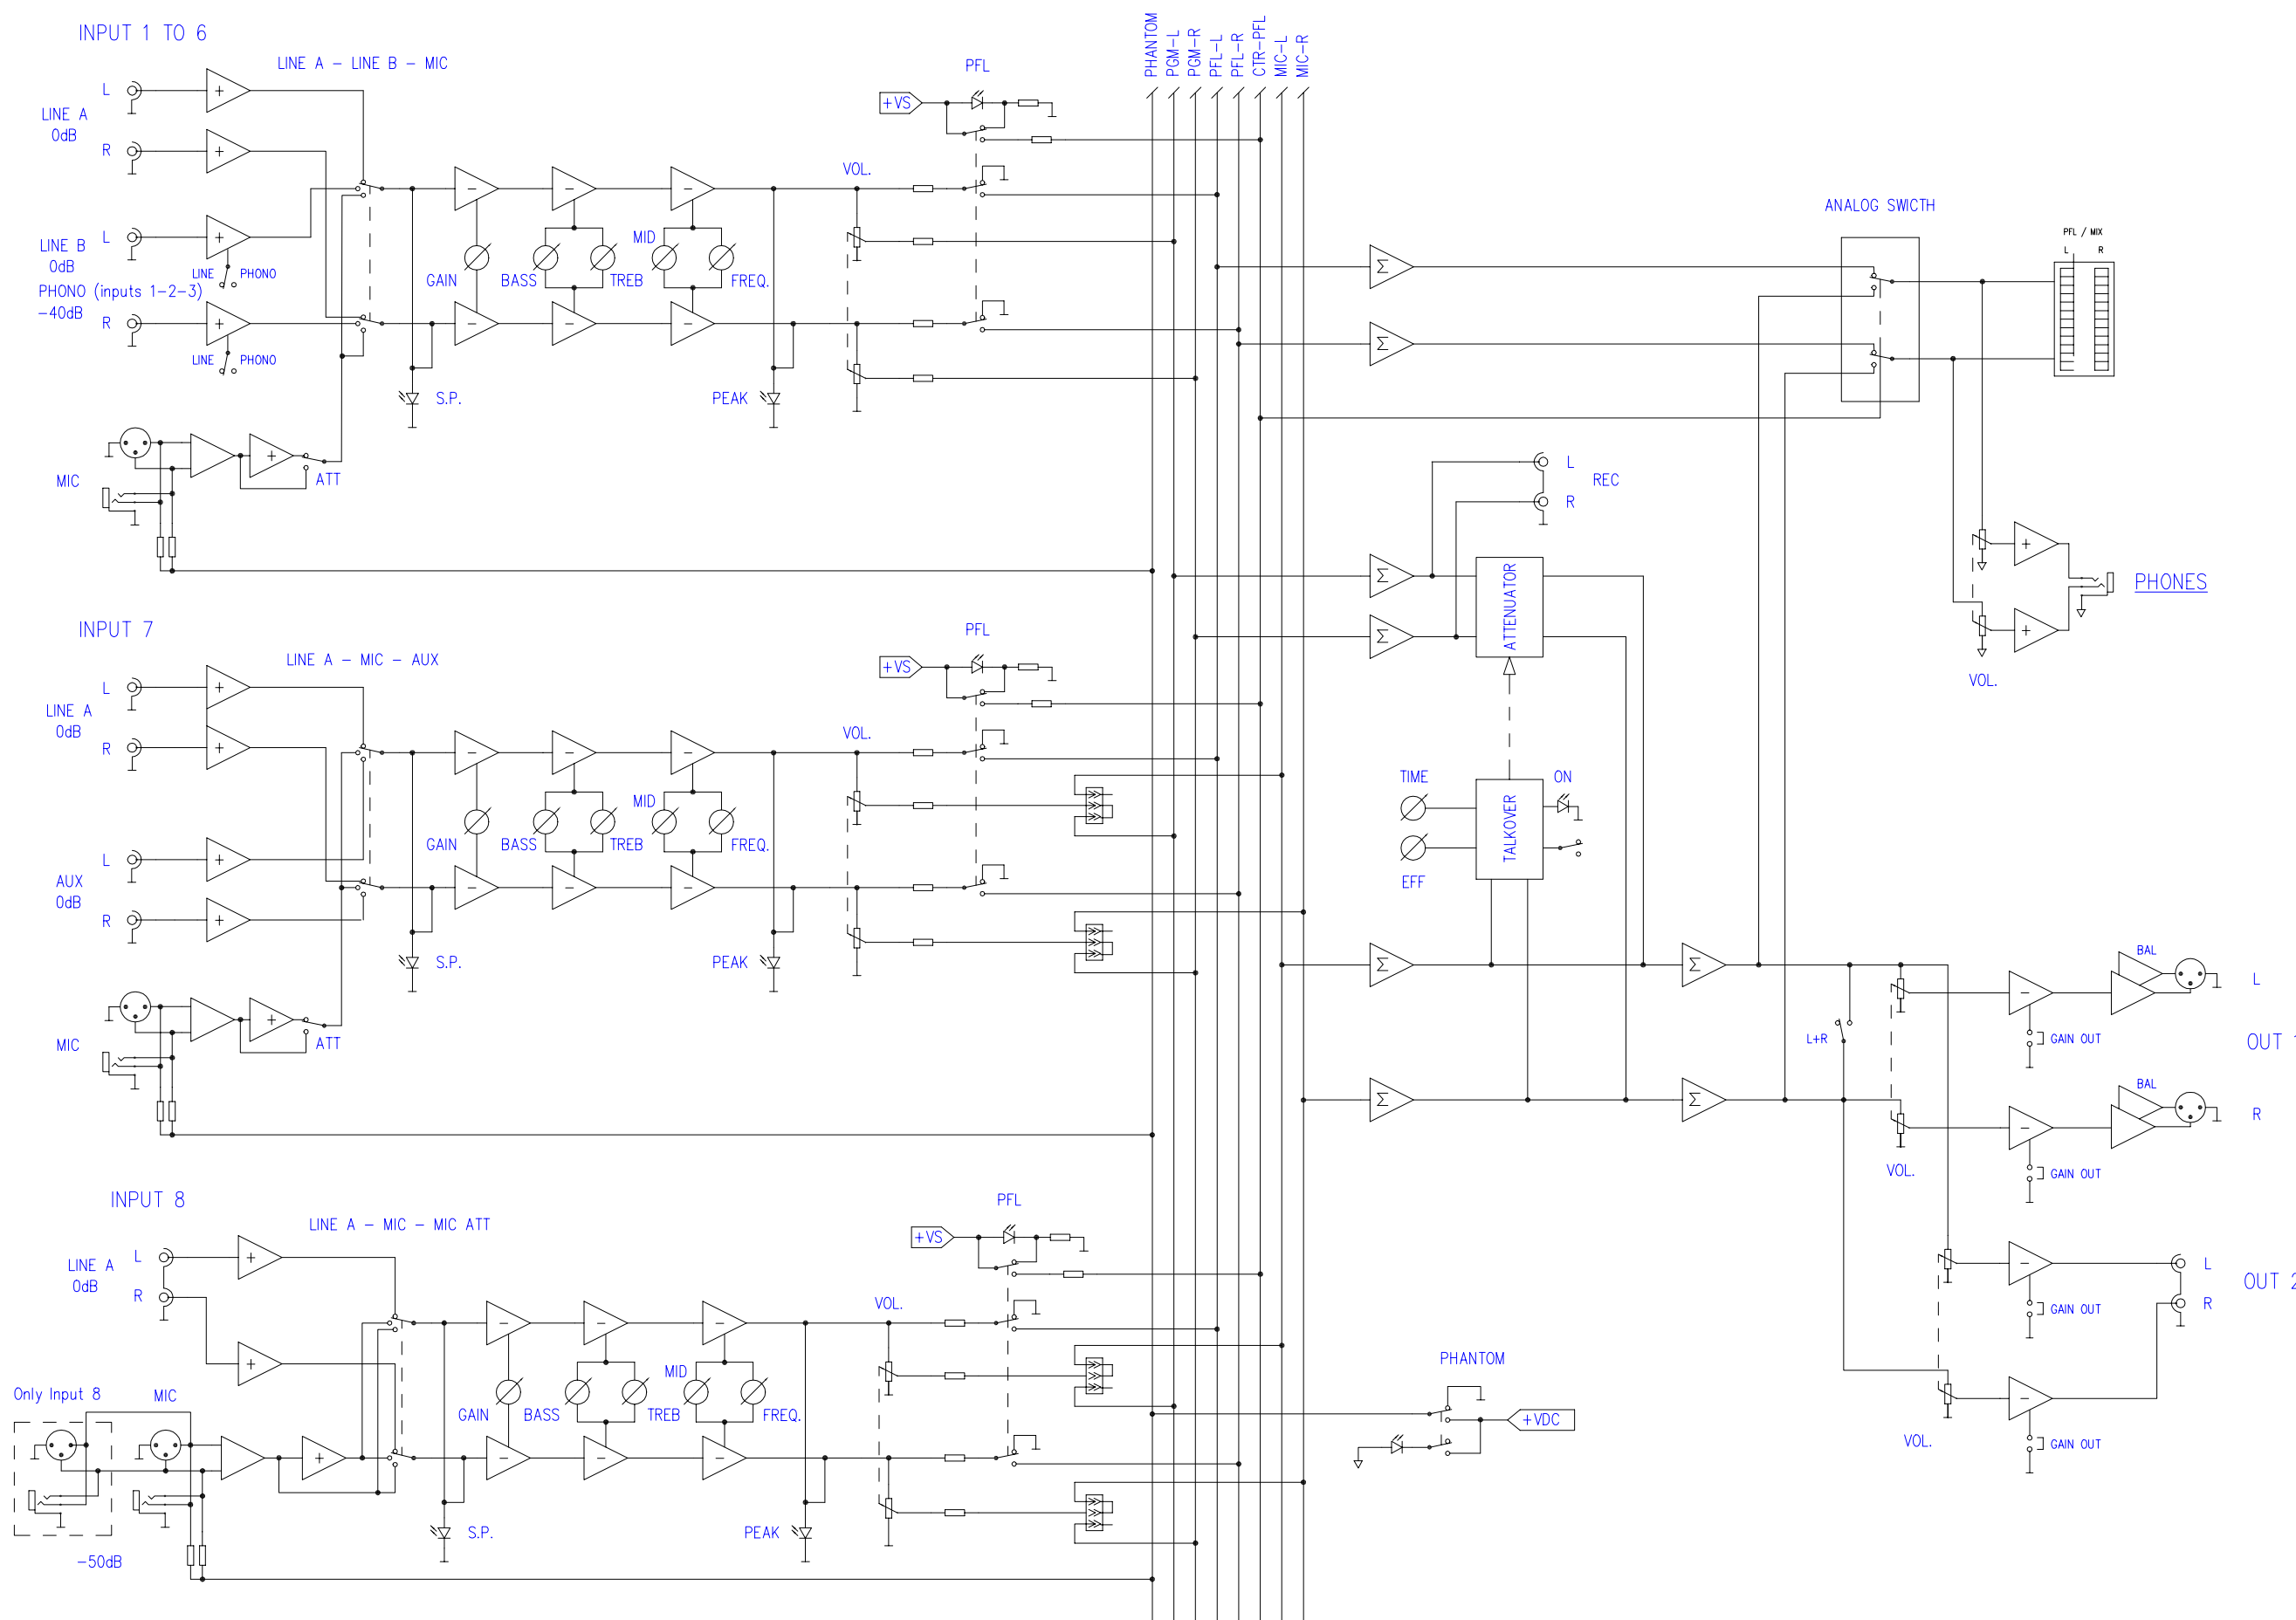 INPUT 1 TO 6
LINE A - LINE B - MIC
L
LINE A
0dB
R
L
LINE B
0dB
LINE
PHONO
PHONO (inputs 1-2-3)
-40dB
R
LINE
PHONO
MIC
ATT
GAIN
BASS
TREB
MID
FREQ.
S.P.
PEAK
VOL.
PFL
+VS
PHANTOM
PGM-L
PGM-R
PFL-L
PFL-R
CTR-PFL
MIC-L
MIC-R
ANALOG SWICTH
PFL / MIX
L
R
L
REC
R
ATTENUATOR
PHONES
VOL.
INPUT 7
LINE A - MIC - AUX
L
LINE A
0dB
R
L
AUX
0dB
R
MIC
ATT
GAIN
BASS
TREB
MID
FREQ.
S.P.
PEAK
VOL.
PFL
+VS
TIME
EFF
TALKOVER
ON
L+R
VOL.
BAL
L
GAIN OUT
OUT 1
BAL
R
GAIN OUT
INPUT 8
LINE A - MIC - MIC ATT
L
LINE A
0dB
R
Only Input 8
MIC
-50dB
GAIN
BASS
TREB
MID
FREQ.
S.P.
PEAK
VOL.
PFL
+VS
PHANTOM
+VDC
L
OUT 2
GAIN OUT
R
VOL.
GAIN OUT